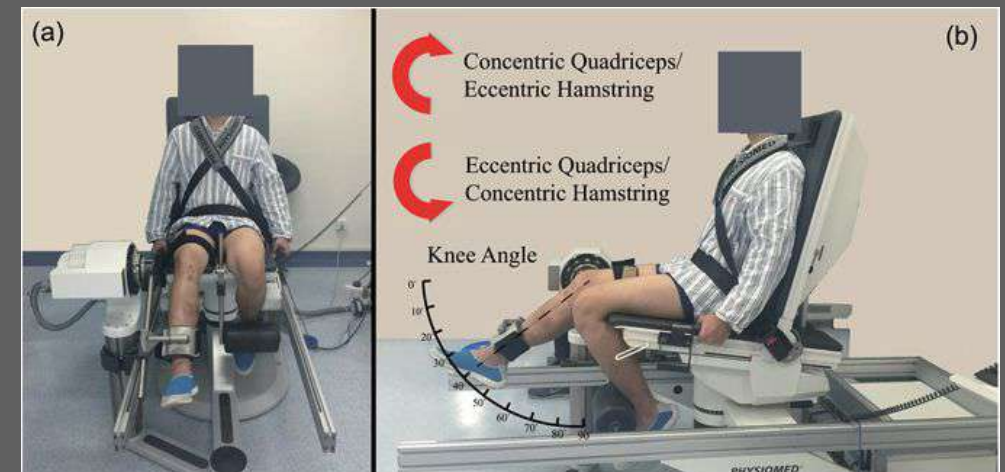 (a)
(b)
Concentric Quadriceps/
Eccentric Hamstring
Eccentric Quadriceps/
Concentric Hamstring
PHYSIOMED
Knee Angle
0°
10°
20°
30°
40°
50°
60°
70°
80°
90°
PHYSIOMED